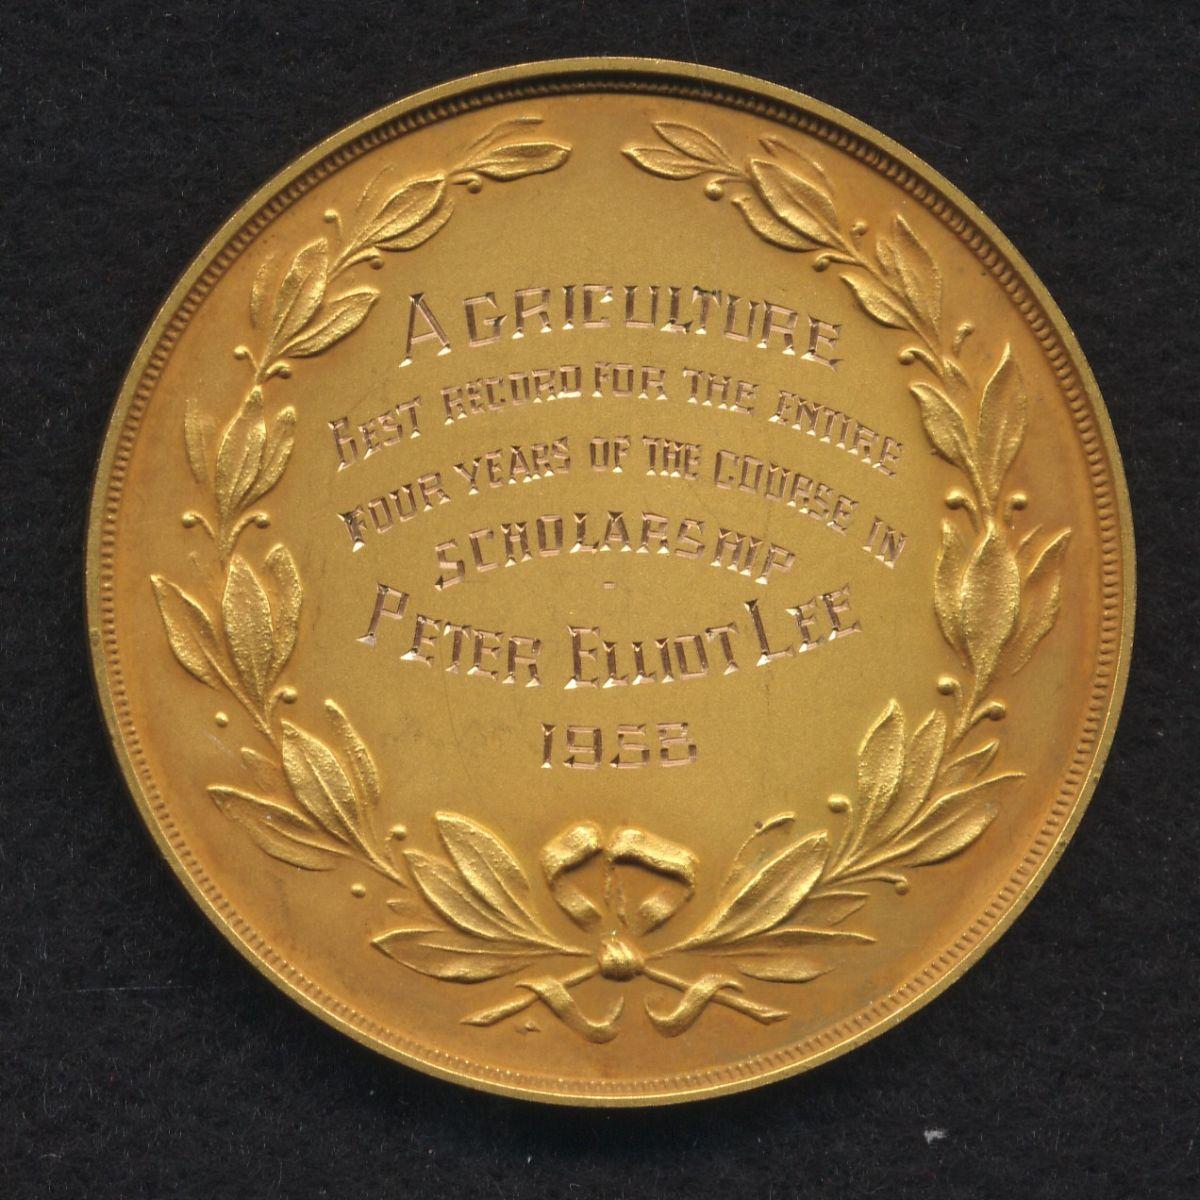 AGRICULTURE
BEST RECORD FOR THE ENTIRE
FOUR YEARS OF THE COURSE IN
SCHOLARSHIP
-
PETER ELLIOT LEE
1958